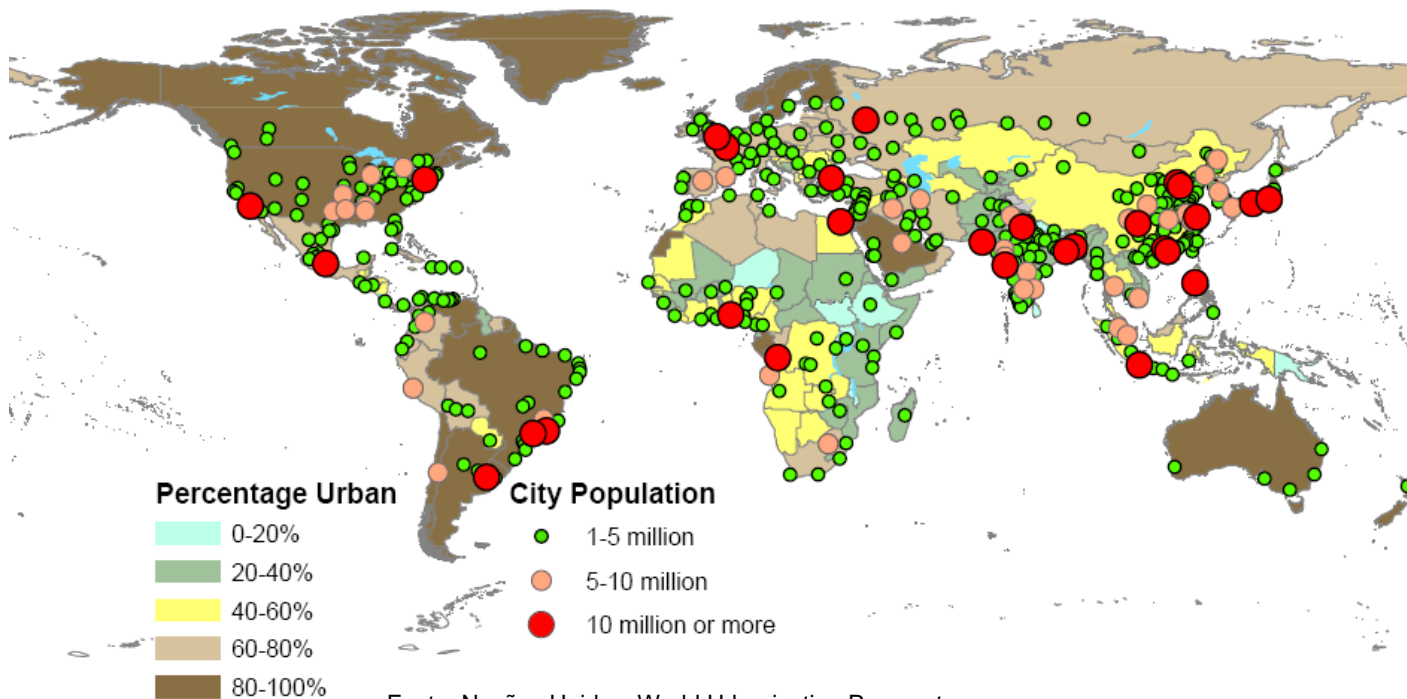 Percentage Urban
0-20%
20-40%
40-60%
60-80%
80-100%
City Population
1-5 million
5-10 million
10 million or more